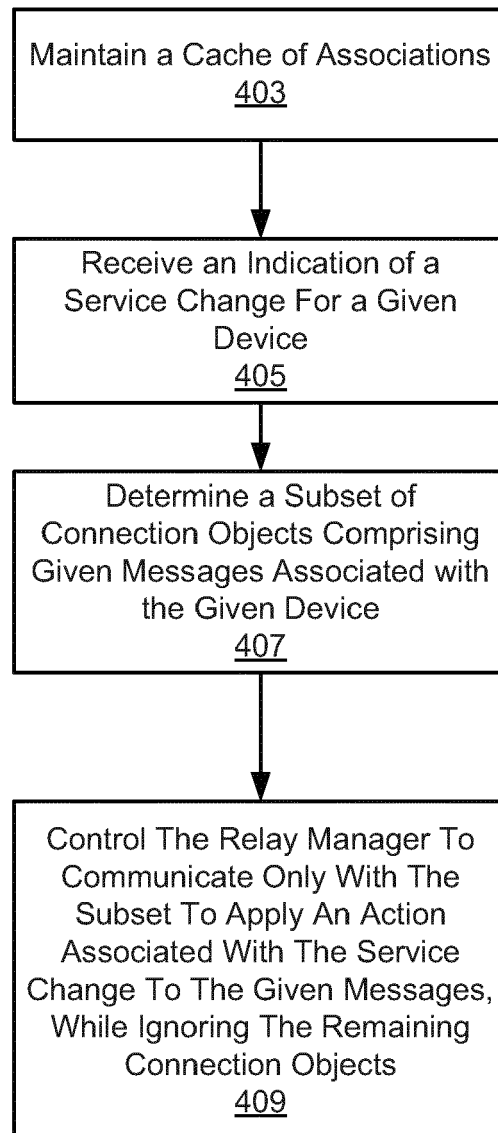 Maintain a Cache of Associations
403
Receive an Indication of a
Service Change For a Given
Device
405
Determine a Subset of
Connection Objects Comprising
Given Messages Associated with
the Given Device
407
Control The Relay Manager To
Communicate Only With The
Subset To Apply An Action
Associated With The Service
Change To The Given Messages,
While Ignoring The Remaining
Connection Objects
409